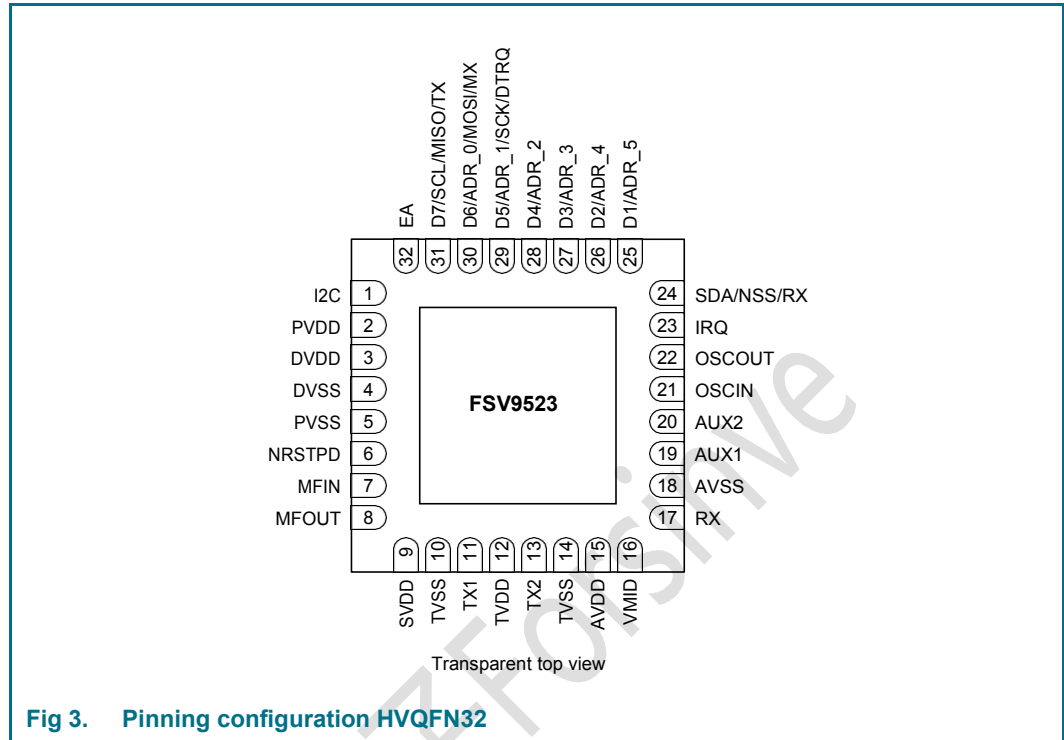 EA
D7/SCL/MISO/TX
D6/ADR_0/MOSI/MX
D5/ADR_1/SCK/DTRQ
D4/ADR_2
D3/ADR_3
D2/ADR_4
D1/ADR_5
32
31
30
29
28
27
26
25
I2C 1
PVDD 2
DVDD 3
DVSS 4
PVSS 5
NRSTPD 6
MFIN 7
MFOUT 8
FSV9523
24 SDA/NSS/RX
23 IRQ
22 OSCOUT
21 OSCIN
20 AUX2
19 AUX1
18 AVSS
17 RX
9
10
11
12
13
14
15
16
SVDD
TVSS
TX1
TVDD
TX2
TVSS
AVDD
VMID
Transparent top view
Fig 3. Pinning configuration HVQFN32